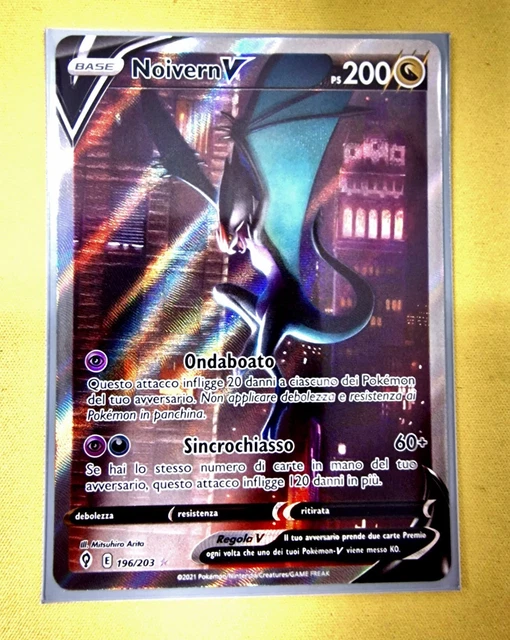 BASE
Noivern V
PS 200
Ondaboato
Questo attacco infligge 20 danni a ciascuno dei Pokémon
del tuo avversario. Non applicare debolezza e resistenza ai
Pokémon in panchina.
Sincrochiasso 60+
Se hai lo stesso numero di carte in mano del tuo
avversario, questo attacco infligge 120 danni in più.
debolezza resistenza ritirata
Ill. Mitsuhiro Arita
Regola V Il tuo avversario prende due carte Premio
ogni volta che uno dei tuoi Pokémon-V viene messo KO.
E 196/203
©2021 Pokémon/Nintendo/Creatures/GAME FREAK